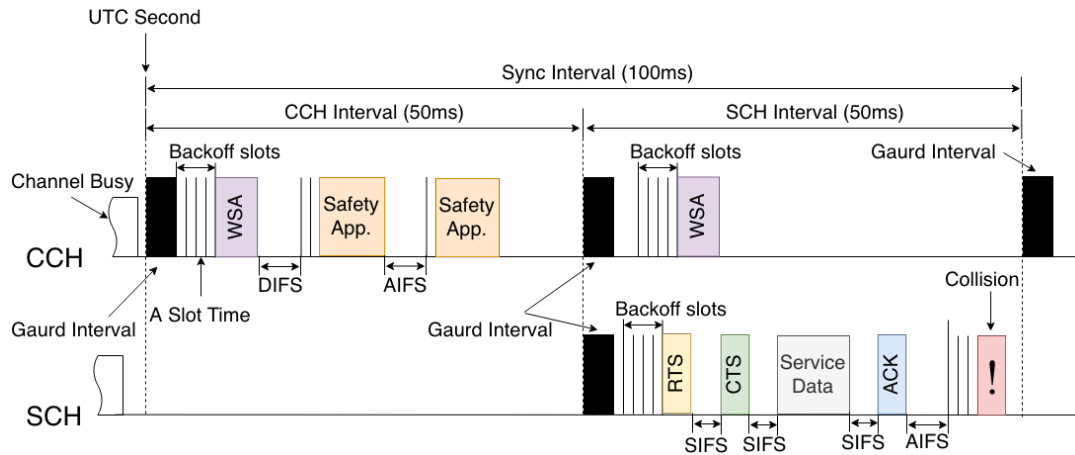 UTC Second
Sync Interval (100ms)
CCH Interval (50ms)
SCH Interval (50ms)
Backoff slots
Backoff slots
Gaurd Interval
Channel Busy
WSA
Safety
App.
Safety
App.
WSA
CCH
DIFS
AIFS
Collision
A Slot Time
Gaurd Interval
Gaurd Interval
Backoff slots
RTS
CTS
Service
Data
ACK
!
SCH
SIFS
SIFS
SIFS
AIFS